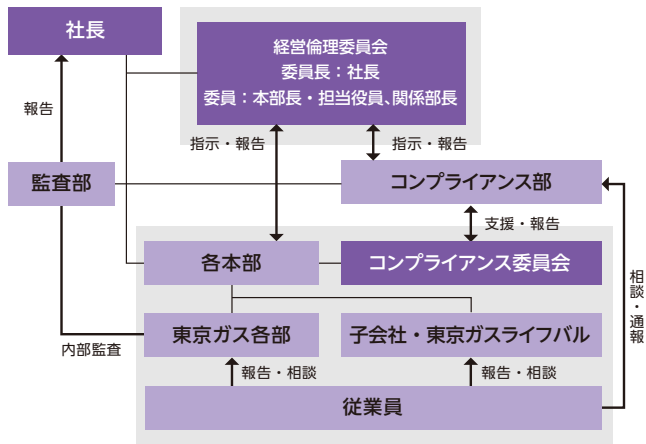 社長
経営倫理委員会
委員長：社長
委員：本部長・担当役員、関係部長
報告
指示・報告
指示・報告
監査部
コンプライアンス部
支援・報告
各本部
コンプライアンス委員会
相談・通報
東京ガス各部
子会社・東京ガスライフバル
内部監査
報告・相談
報告・相談
従業員